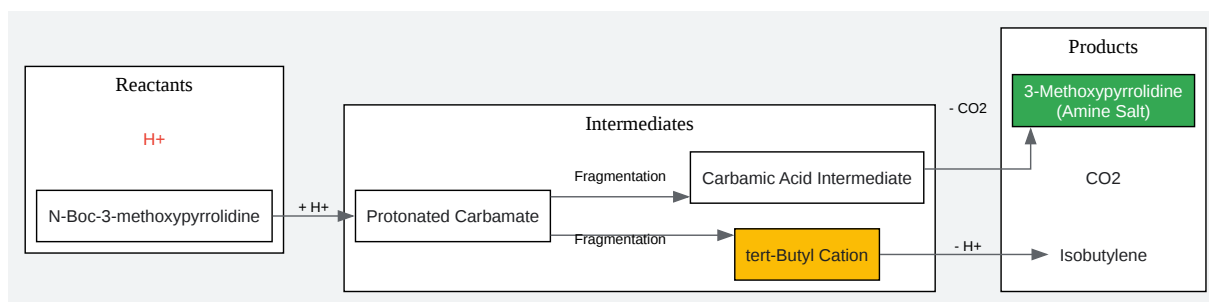 Reactants
H+
N-Boc-3-methoxypyrrolidine
+ H+
Intermediates
Protonated Carbamate
Fragmentation
Fragmentation
Carbamic Acid Intermediate
tert-Butyl Cation
- CO2
- H+
Products
3-Methoxypyrrolidine
(Amine Salt)
CO2
Isobutylene